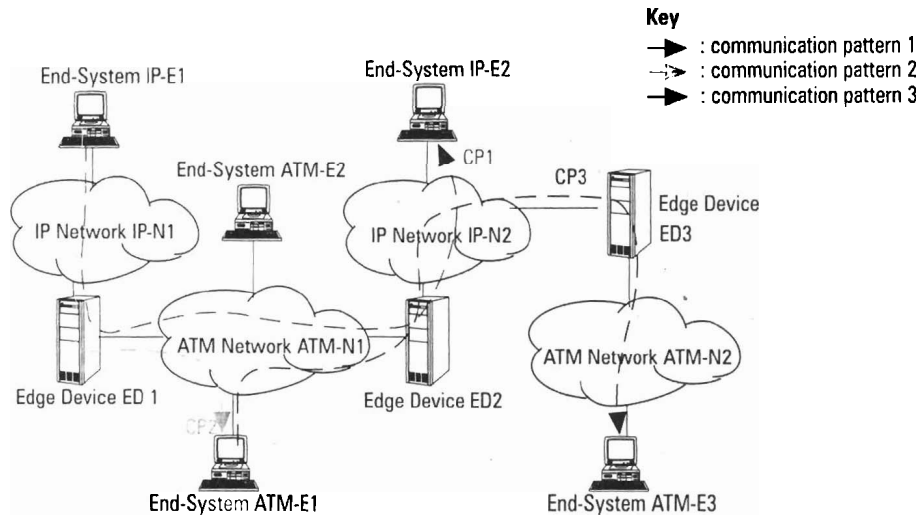 Key
: communication pattern 1
: communication pattern 2
: communication pattern 3
End-System IP-E1
End-System IP-E2
End-System ATM-E2
CP1
CP3
Edge Device
ED3
IP Network IP-N1
IP Network IP-N2
ATM Network ATM-N1
ATM Network ATM-N2
Edge Device ED 1
Edge Device ED2
CP2
End-System ATM-E1
End-System ATM-E3